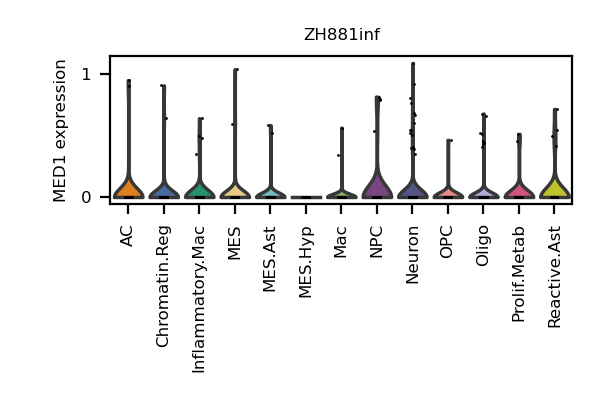 ZH881inf
MED1 expression
1
0
AC
Chromatin.Reg
Inflammatory.Mac
MES
MES.Ast
MES.Hyp
Mac
NPC
Neuron
OPC
Oligo
Prolif.Metab
Reactive.Ast